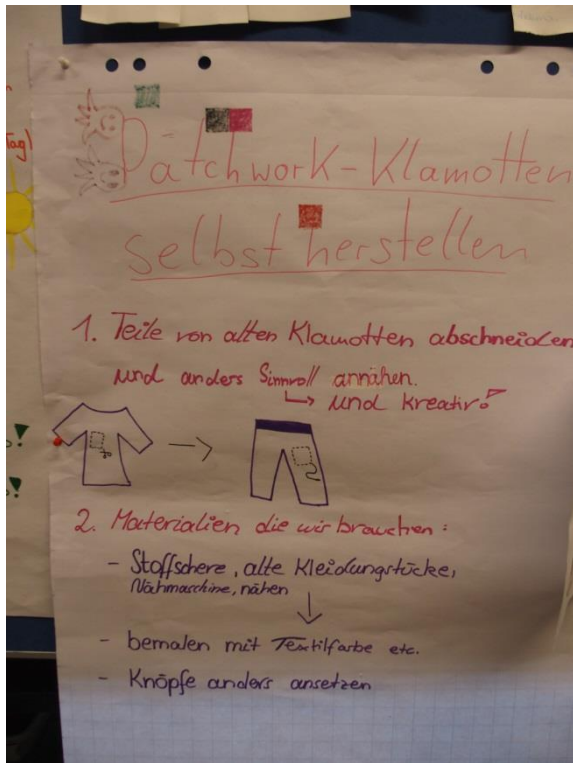 Tag)
Patchwork-Klamotten
selbst herstellen
1. Teile von alten Klamotten abschneiden
und anders Sinnvoll annähen.
und kreativ!
2. Materialien die wir brauchen:
- Stoffschere, alte Kleidungstücke,
Nähmaschine, nähen
- bemalen mit Textilfarbe etc.
- Knöpfe anders ansetzen